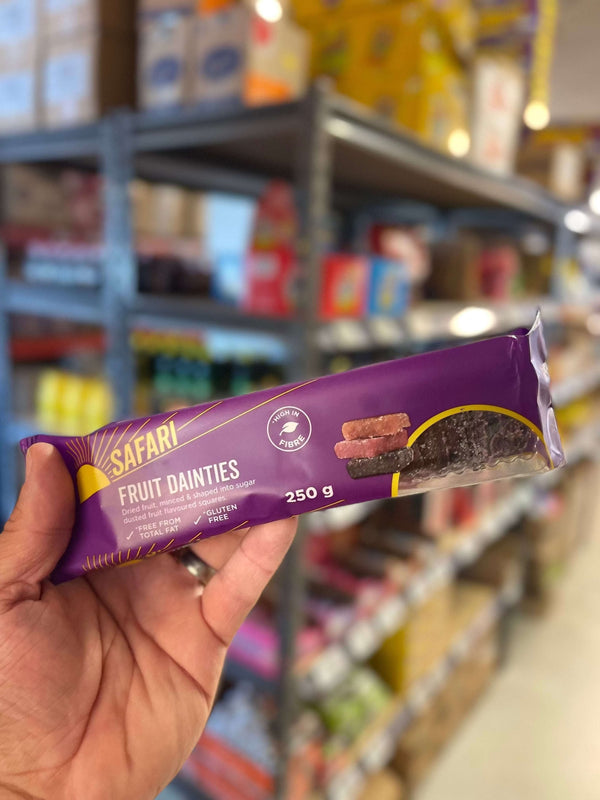 SAFARI
FRUIT DAINTIES
Dried fruit, minced & shaped into sugar
dusted fruit flavoured squares
✓ *FREE FROM
TOTAL FAT
✓ *GLUTEN
FREE
*HIGH IN
FIBRE
250 g